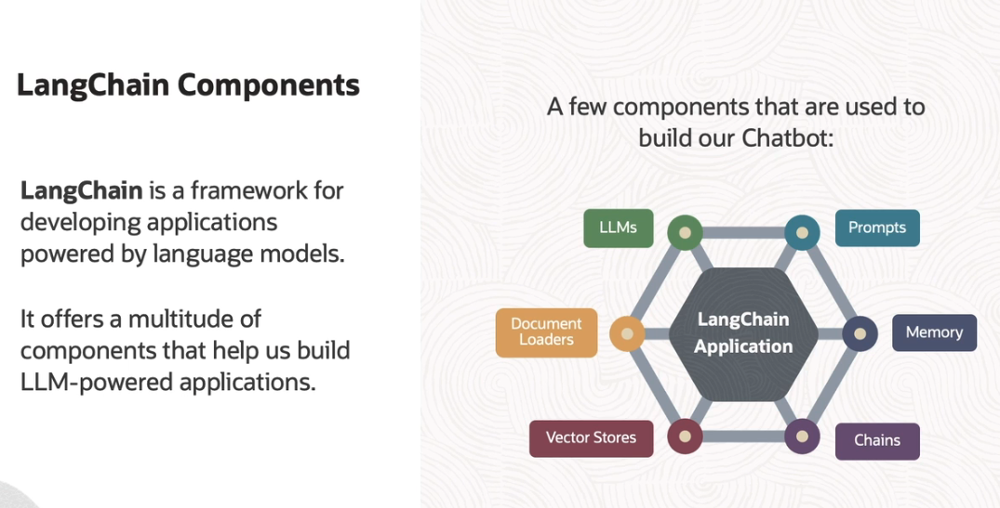 LangChain Components
LangChain is a framework for
developing applications
powered by language models.
It offers a multitude of
components that help us build
LLM-powered applications.
A few components that are used to
build our Chatbot:
LLMs
Prompts
Document
Loaders
LangChain
Application
Memory
Vector Stores
Chains